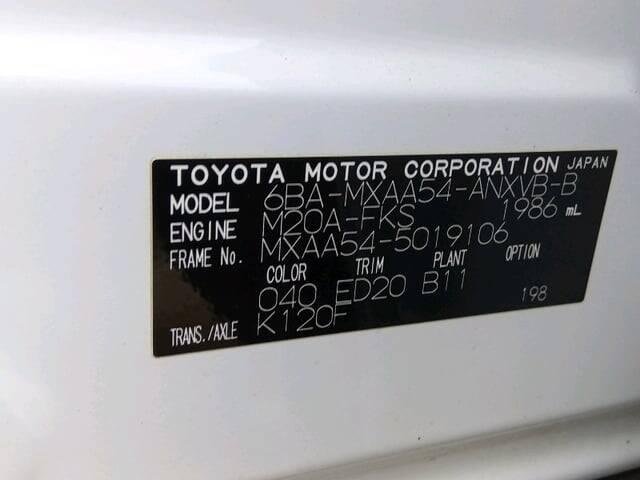 TOYOTA MOTOR CORPORATION JAPAN
MODEL 6BA-MXAA54-ANXVB-B
ENGINE M20A-FKS 1986 mL
FRAME No. MXAA54-5019106
COLOR TRIM PLANT OPTION
040 ED20 B11 198
TRANS./AXLE K120F